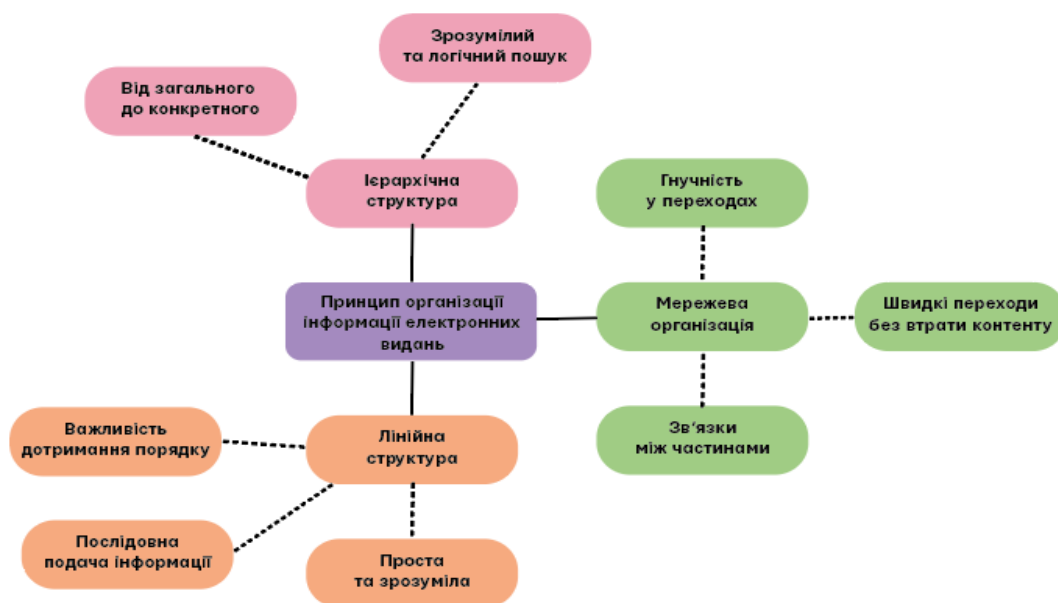 Зрозумілий
та логічний пошук
Від загального
до конкретного
Ієрархічна
структура
Гнучність
у переходах
Принцип організації
інформації електронних
видань
Мережева
організація
Швидкі переходи
без втрати контенту
Важливість
дотримання порядку
Лінійна
структура
Зв‘язки
між частинами
Послідовна
подача інформації
Проста
та зрозуміла